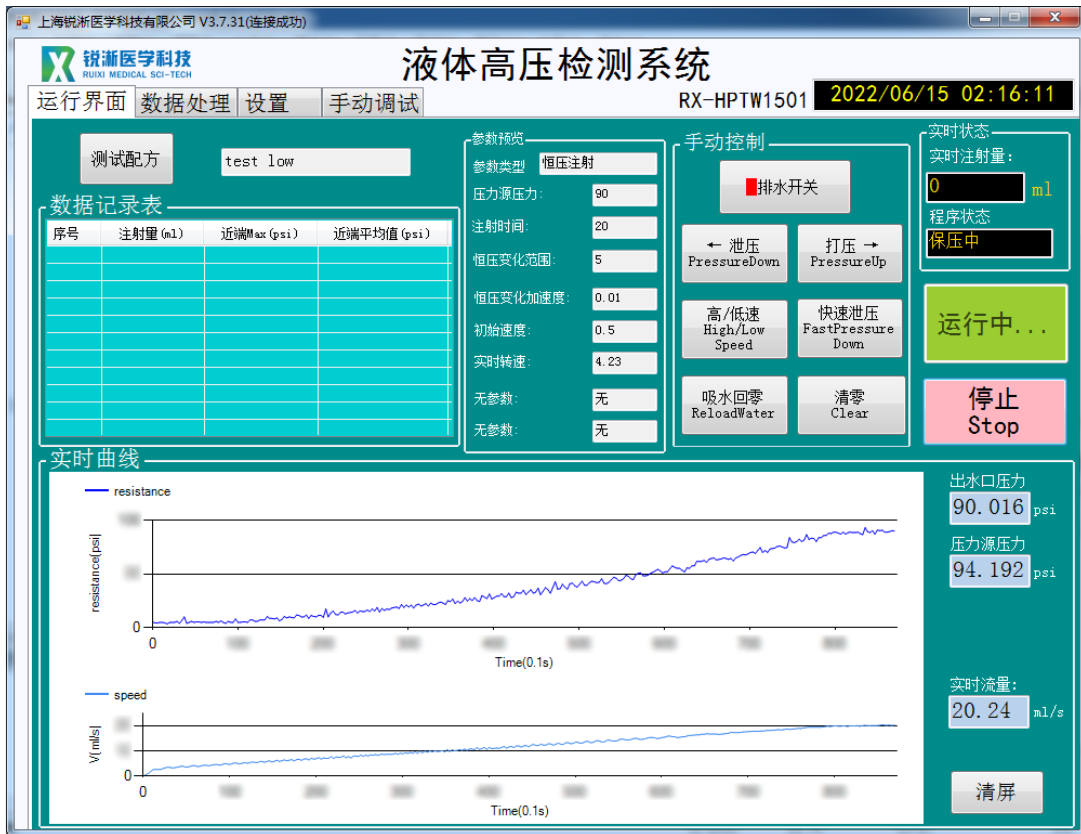 上海锐淅医学科技有限公司 V3.7.31(连接成功)
锐淅医学科技
RUIXI MEDICAL SCI-TECH
液体高压检测系统
RX-HPTW1501
2022/06/15 02:16:11
运行界面 数据处理 设置 手动调试
测试配方 test low
数据记录表
序号 注射量(ml) 近端Max(psi) 近端平均值(psi)
参数预览
参数类型 恒压注射
压力源压力: 90
注射时间: 20
恒压变化范围: 5
恒压变化加速度: 0.01
初始速度: 0.5
实时转速: 4.23
无参数: 无
无参数: 无
手动控制
排水开关
← 泄压
PressureDown
打压 →
PressureUp
高/低速
High/Low
Speed
快速泄压
FastPressure
Down
吸水回零
ReloadWater
清零
Clear
实时状态
实时注射量:
0 ml
程序状态
保压中
运行中...
停止
Stop
实时曲线
resistance
resistance[psi]
0
0
Time(0.1s)
speed
V( ml/s]
0
0
Time(0.1s)
出水口压力
90.016 psi
压力源压力
94.192 psi
实时流量:
20.24 ml/s
清屏